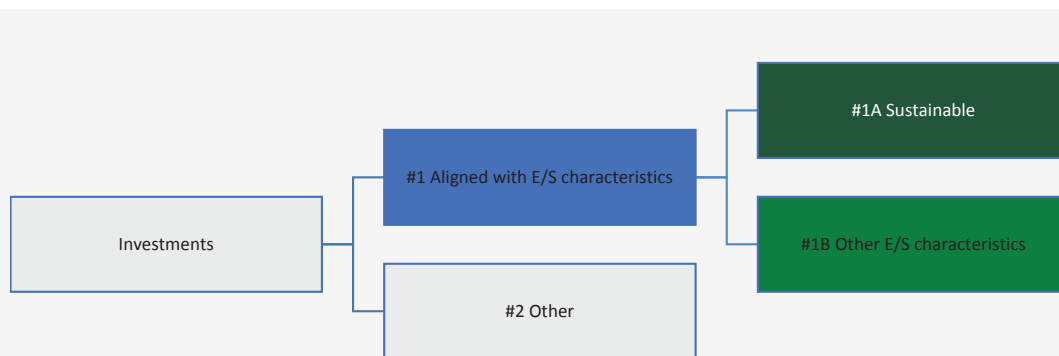 #1A Sustainable
#1 Aligned with E/S characteristics
Investments
#1B Other E/S characteristics
#2 Other